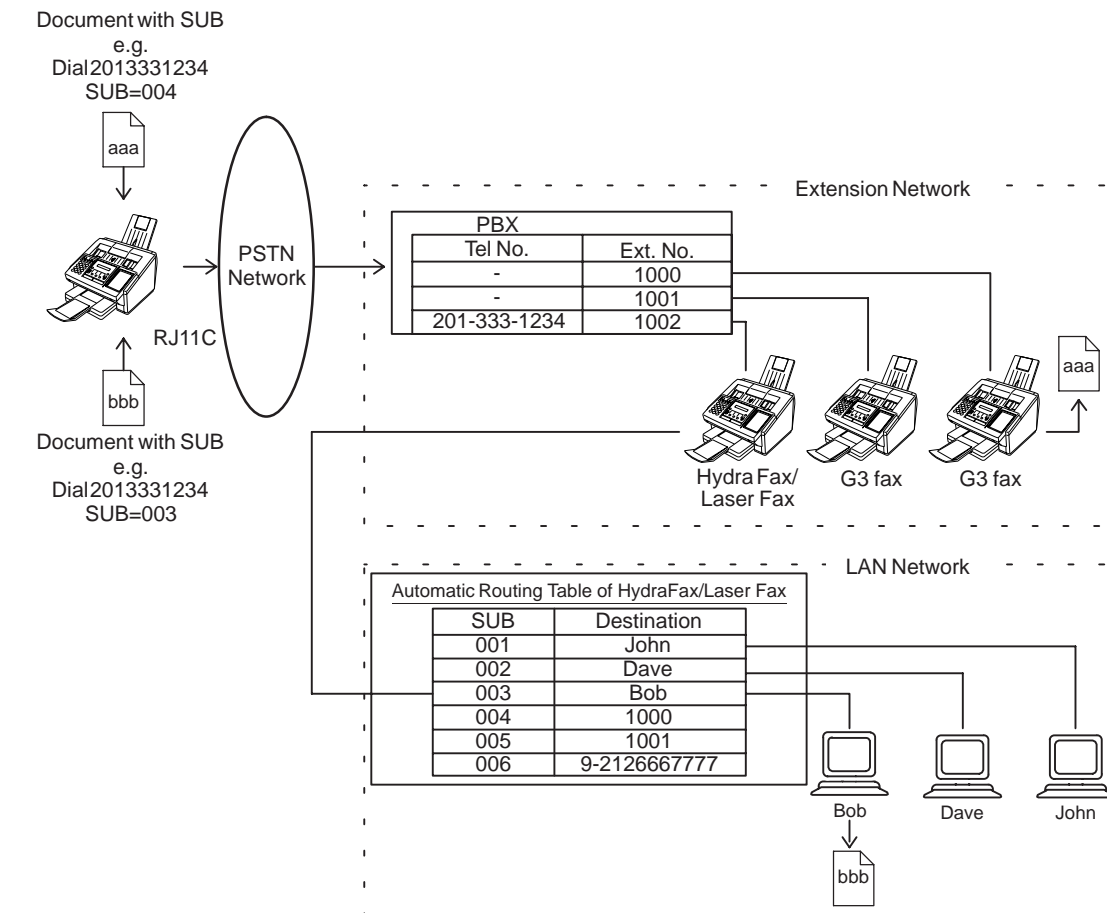 Document with SUB
e.g.
Dial 2013331234
SUB=004
aaa
PSTN
Network
RJ11C
bbb
Document with SUB
e.g.
Dial 2013331234
SUB=003
Extension Network
PBX
Tel No. Ext. No.
- 1000
- 1001
201-333-1234 1002
aaa
Hydra Fax/
Laser Fax
G3 fax
G3 fax
LAN Network
Automatic Routing Table of HydraFax/Laser Fax
SUB Destination
001 John
002 Dave
003 Bob
004 1000
005 1001
006 9-2126667777
Bob
Dave
John
bbb